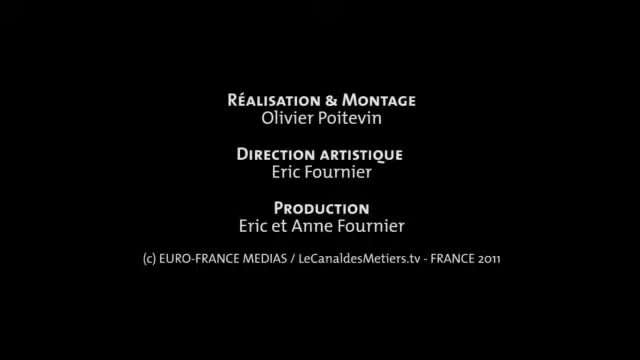 RÉALISATION & MONTAGE
Olivier Poitevin
DIRECTION ARTISTIQUE
Eric Fournier
PRODUCTION
Eric et Anne Fournier
(c) EURO-FRANCE MEDIAS / LeCanaldesMetiers.tv - FRANCE 2011